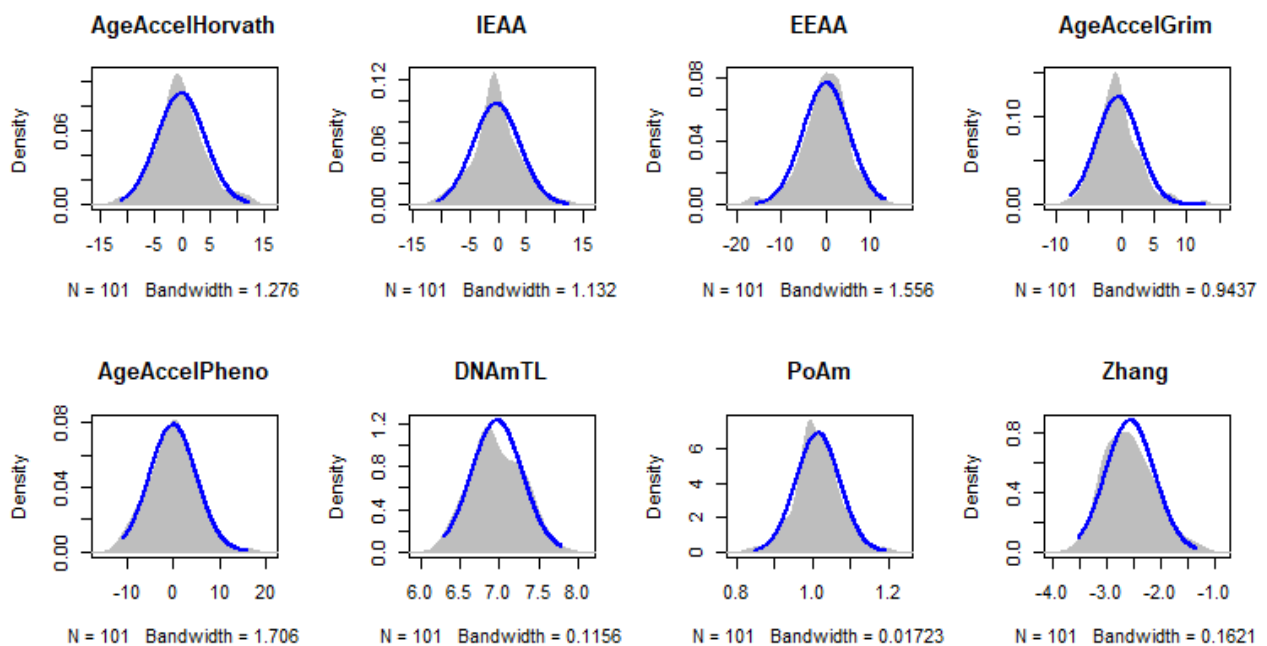 AgeAccelHorvath IEAA EEAA AgeAccelGrim
Density 0.00 0.06
-15 -5 0 5 15
N = 101 Bandwidth = 1.276
Density 0.00 0.06 0.12
-15 -5 0 5 15
N = 101 Bandwidth = 1.132
Density 0.00 0.04 0.08
-20 -10 0 10
N = 101 Bandwidth = 1.556
Density 0.00 0.10
-10 0 5 10
N = 101 Bandwidth = 0.9437
AgeAccelPheno DNAmTL PoAm Zhang
Density 0.00 0.04 0.08
-10 0 10 20
N = 101 Bandwidth = 1.706
Density 0.0 0.4 0.8 1.2
6.0 6.5 7.0 7.5 8.0
N = 101 Bandwidth = 0.1156
Density 0 2 4 6
0.8 1.0 1.2
N = 101 Bandwidth = 0.01723
Density 0.0 0.4 0.8
-4.0 -3.0 -2.0 -1.0
N = 101 Bandwidth = 0.1621